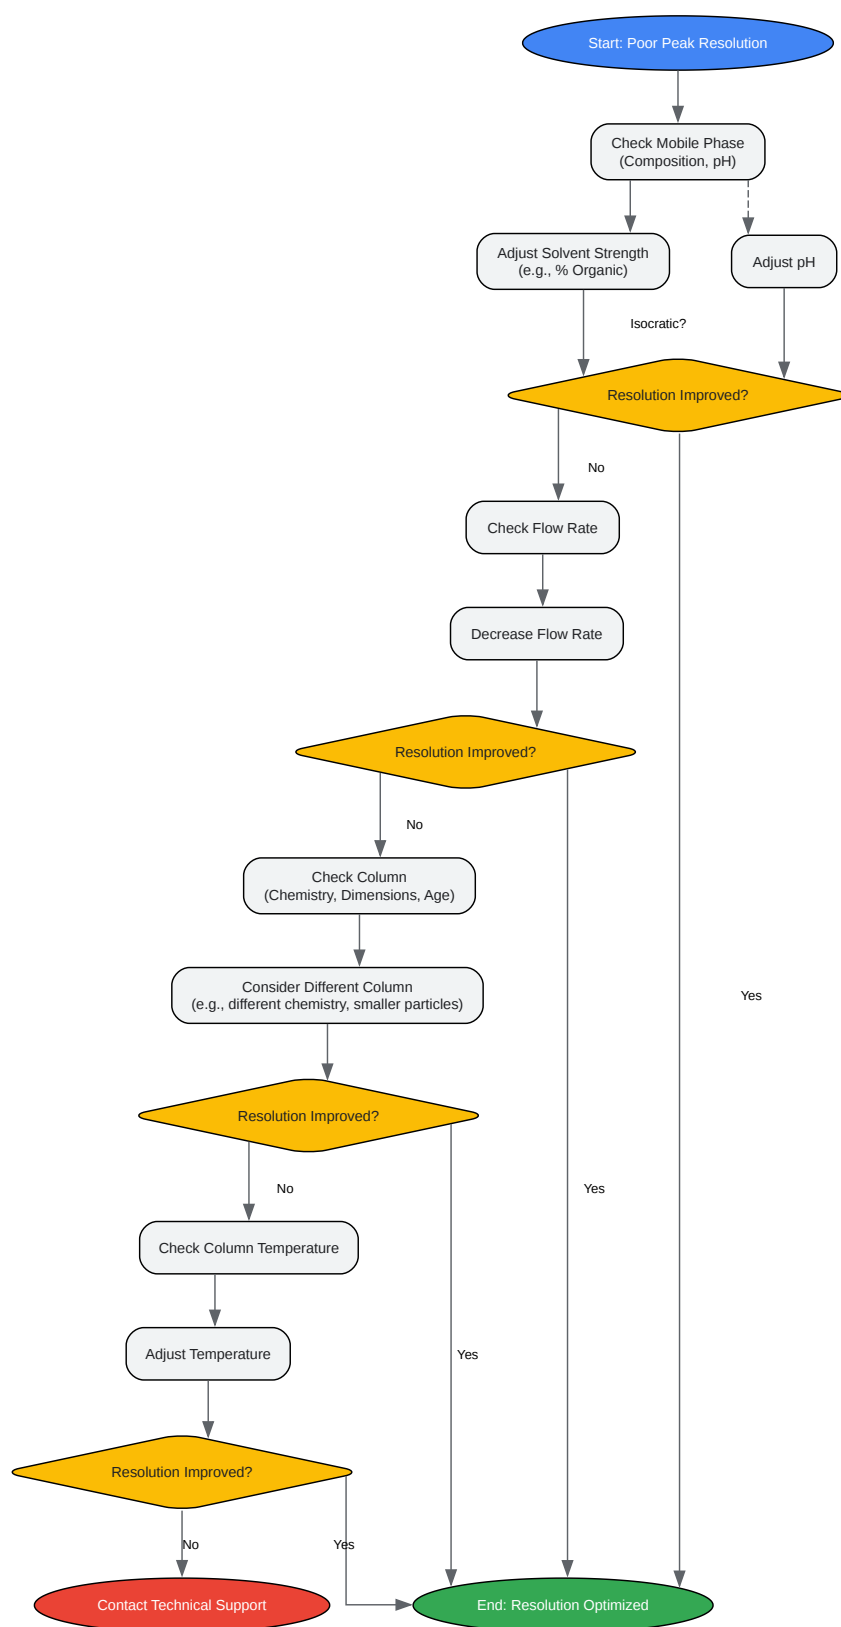 Start: Poor Peak Resolution
Check Mobile Phase
(Composition, pH)
Adjust Solvent Strength
(e.g., % Organic)
Adjust pH
Isocratic?
Resolution Improved?
No
Check Flow Rate
Decrease Flow Rate
Resolution Improved?
No
Check Column
(Chemistry, Dimensions, Age)
Consider Different Column
(e.g., different chemistry, smaller particles)
Yes
Resolution Improved?
No
Yes
Check Column Temperature
Adjust Temperature
Yes
Resolution Improved?
No
Yes
Contact Technical Support
End: Resolution Optimized